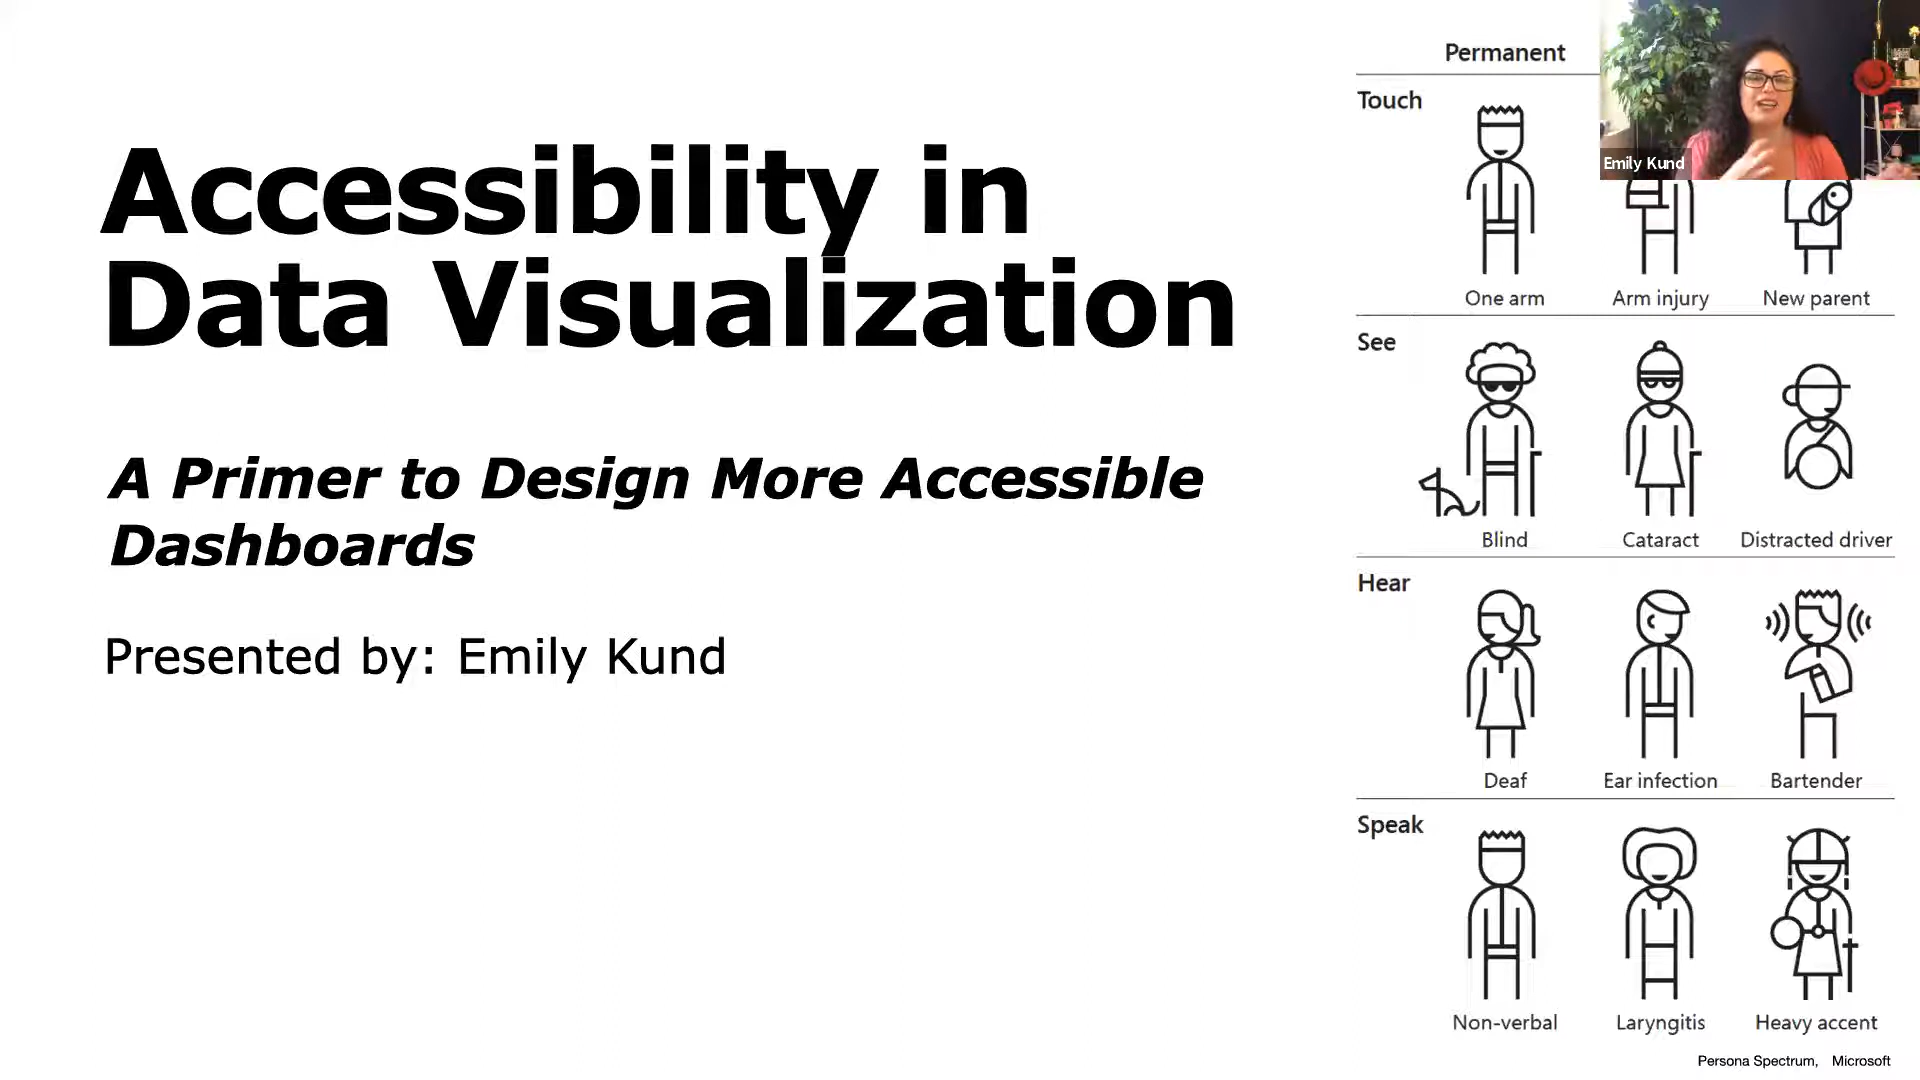 Accessibility in
Data Visualization
A Primer to Design More Accessible
Dashboards
Presented by: Emily Kund
Permanent
Touch
Emily Kund
One arm
Arm injury
New parent
See
Blind
Cataract
Distracted driver
Hear
Deaf
Ear infection
Bartender
Speak
Non-verbal
Laryngitis
Heavy accent
Persona Spectrum, Microsoft